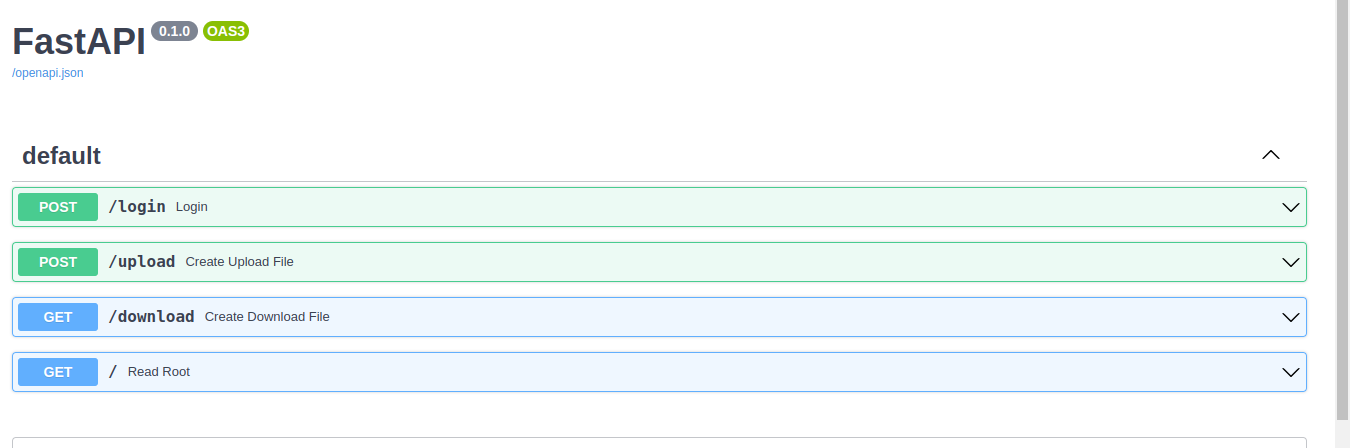 FastAPI 0.1.0 OAS3
/openapi.json
default
POST /login Login
POST /upload Create Upload File
GET /download Create Download File
GET / Read Root